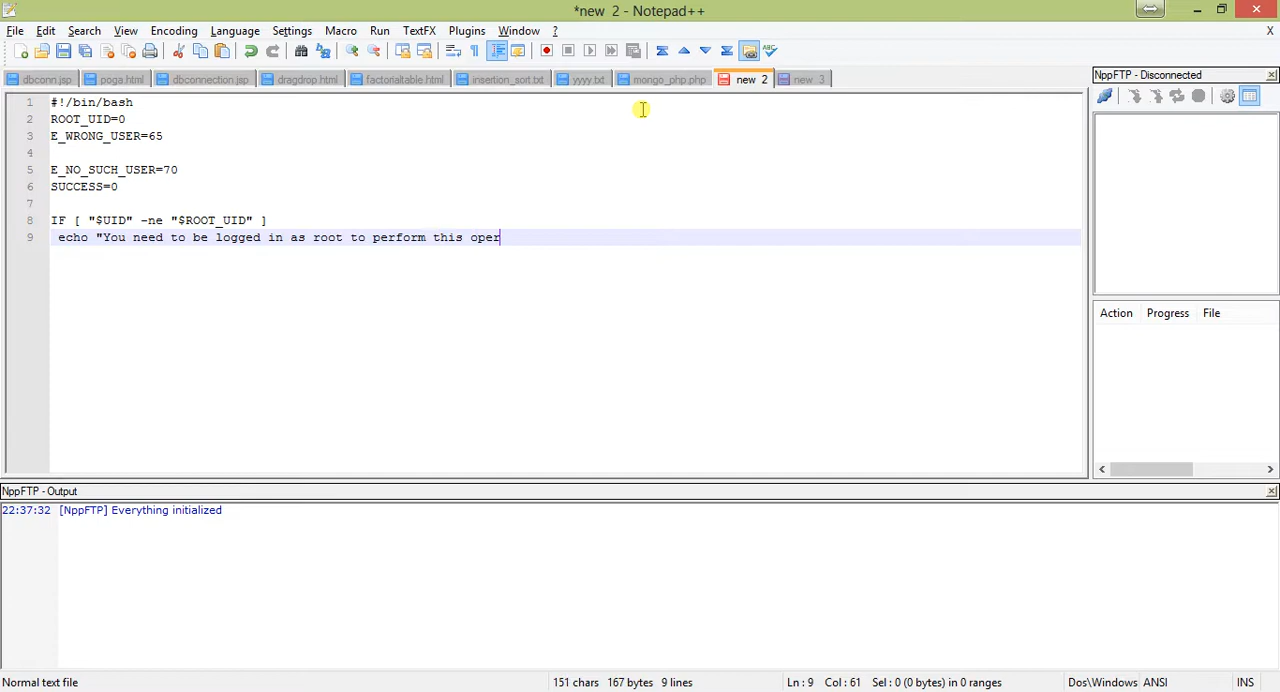 *new 2 - Notepad++
File Edit Search View Encoding Language Settings Macro Run TextFX Plugins Window ? X
dbconn.jsp poga.html dbconnection.jsp dragdrop.html factorialtable.html insertion_sort.txt yyyy.txt mongo_php.php new 2 new 3
NppFTP - Disconnected
1 #!/bin/bash
2 ROOT_UID=0
3 E_WRONG_USER=65
4
5 E_NO_SUCH_USER=70
6 SUCCESS=0
7
8 IF [ "$UID" -ne "$ROOT_UID" ]
9 echo "You need to be logged in as root to perform this oper
Action Progress File
NppFTP - Output
22:37:32 [NppFTP] Everything initialized
Normal text file 151 chars 167 bytes 9 lines Ln : 9 Col : 61 Sel : 0 (0 bytes) in 0 ranges Dos\Windows ANSI INS